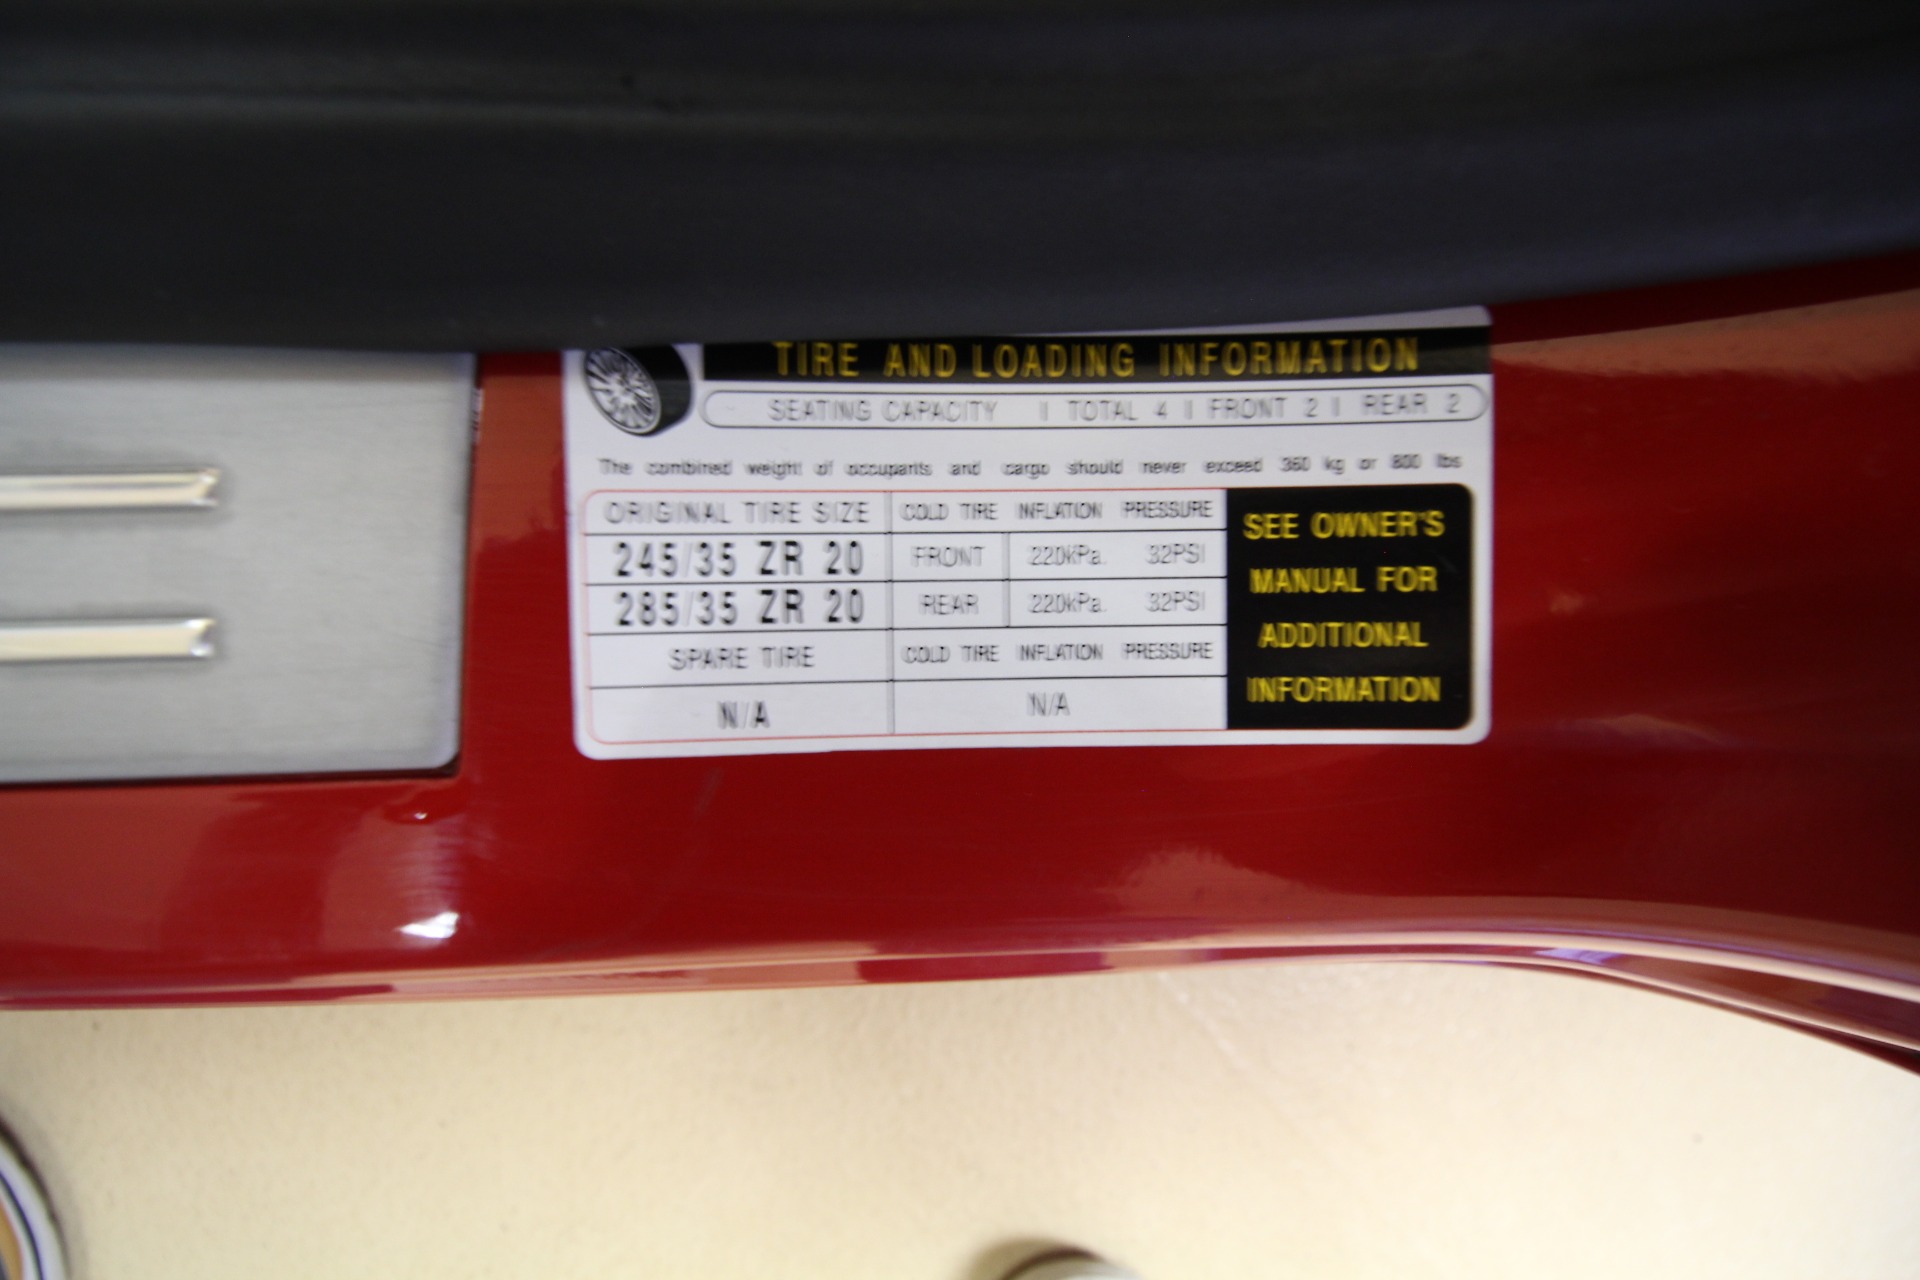 TIRE AND LOADING INFORMATION
SEATING CAPACITY | TOTAL 4 | FRONT 2 | REAR 2
The combined weight of occupants and cargo should never exceed 360 kg or 800 lbs
ORIGINAL TIRE SIZE COLD TIRE INFLATION PRESSURE
245/35 ZR 20 FRONT 220kPa. 32PSI
285/35 ZR 20 REAR 220kPa. 32PSI
SPARE TIRE COLD TIRE INFLATION PRESSURE
N/A N/A
SEE OWNER'S
MANUAL FOR
ADDITIONAL
INFORMATION